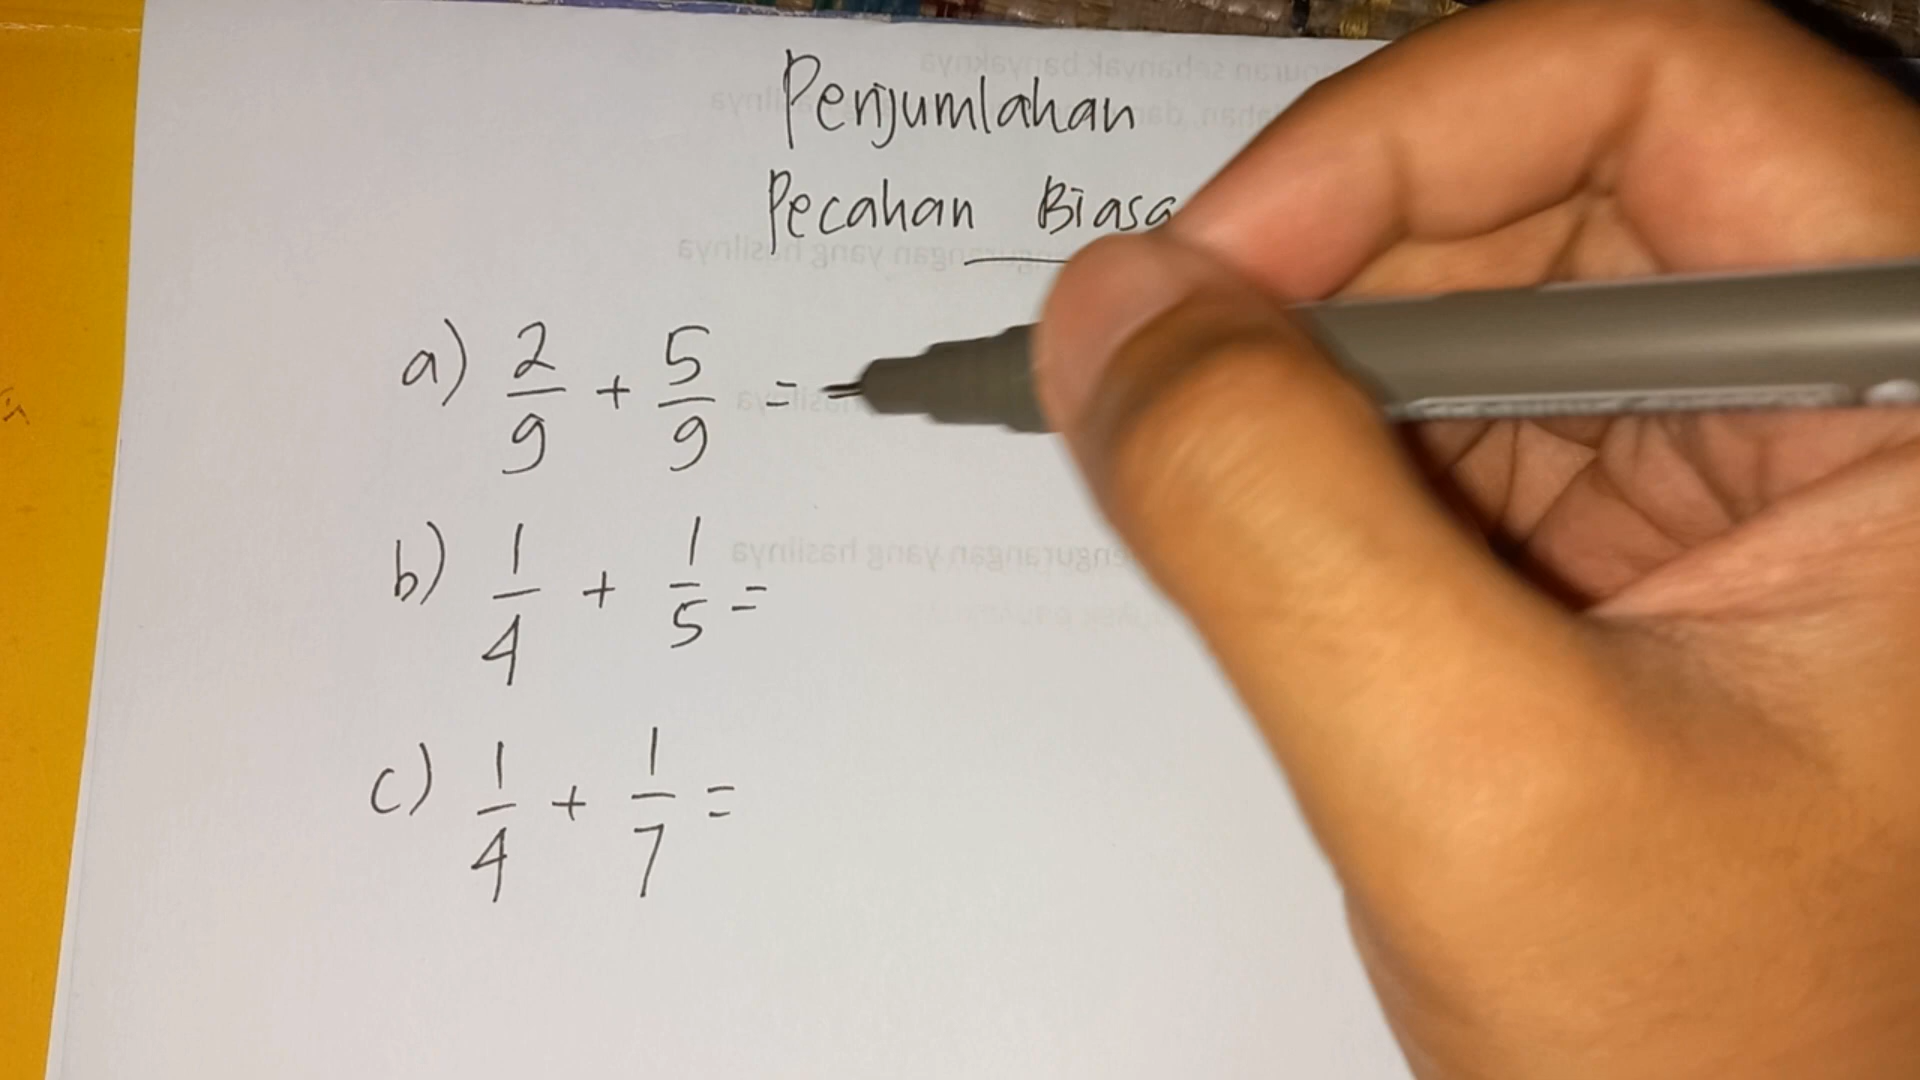 Penjumlahan
Pecahan Biasa
a) 2/9 + 5/9 =
b) 1/4 + 1/5 =
c) 1/4 + 1/7 =